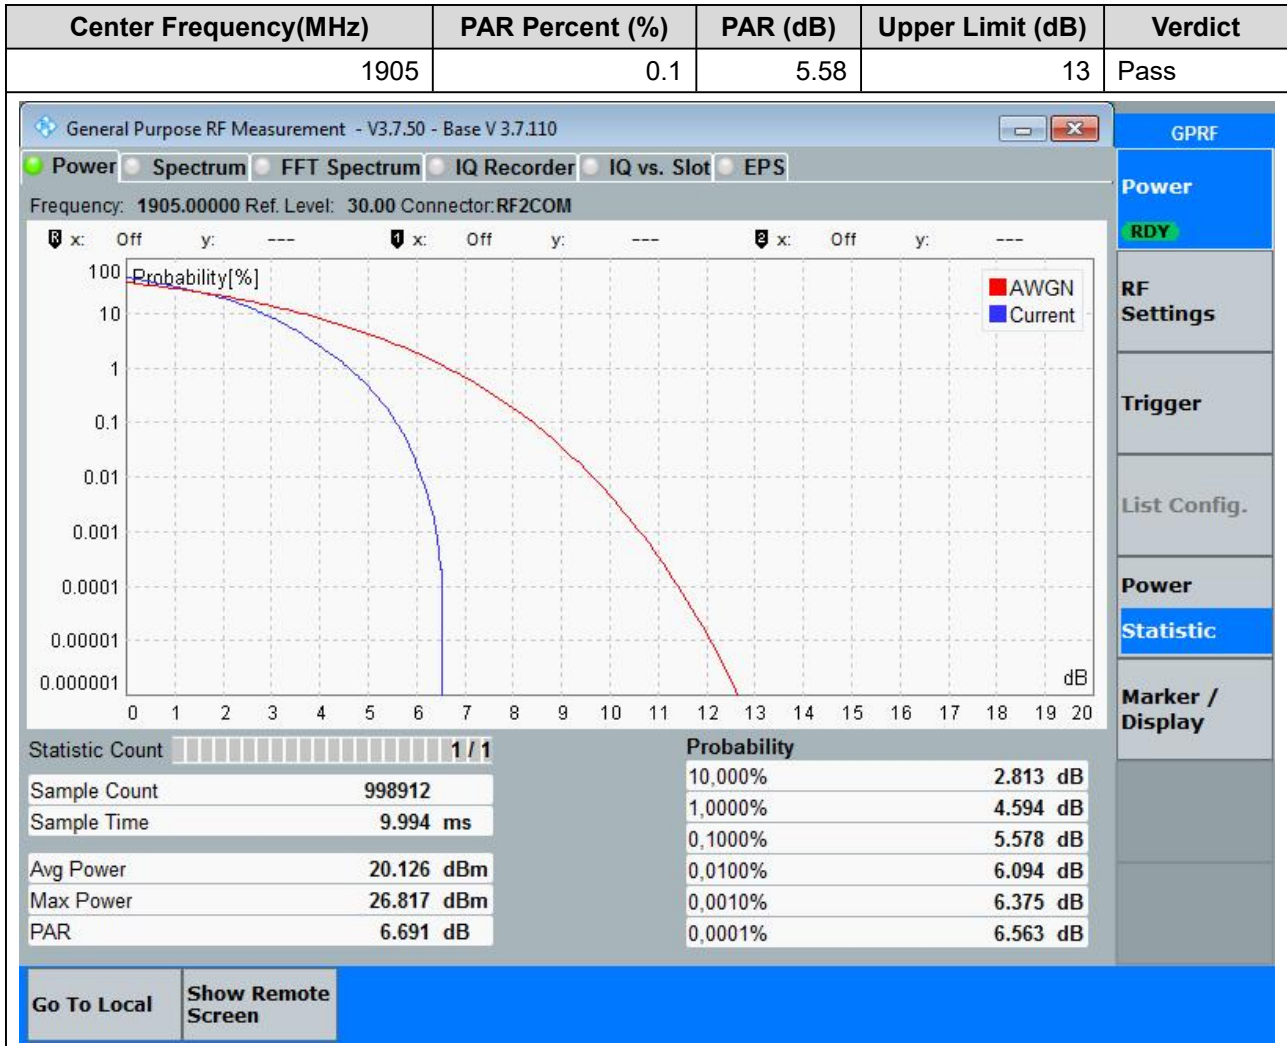 Center Frequency(MHz) PAR Percent (%) PAR (dB) Upper Limit (dB) Verdict
1905 0.1 5.58 13 Pass
General Purpose RF Measurement - V3.7.50 - Base V 3.7.110
GPRF
Power Spectrum FFT Spectrum IQ Recorder IQ vs. Slot EPS
Frequency: 1905.00000 Ref. Level: 30.00 Connector:RF2COM
R x: Off y: --- 1 x: Off y: --- 2 x: Off y: ---
Probability[%]
AWGN
Current
100
10
1
0.1
0.01
0.001
0.0001
0.00001
0.000001
dB
0 1 2 3 4 5 6 7 8 9 10 11 12 13 14 15 16 17 18 19 20
Statistic Count 1 / 1
Sample Count 998912
Sample Time 9.994 ms
Avg Power 20.126 dBm
Max Power 26.817 dBm
PAR 6.691 dB
Probability
10,000% 2.813 dB
1,0000% 4.594 dB
0,1000% 5.578 dB
0,0100% 6.094 dB
0,0010% 6.375 dB
0,0001% 6.563 dB
Power
RDY
RF
Settings
Trigger
List Config.
Power
Statistic
Marker /
Display
Go To Local
Show Remote
Screen